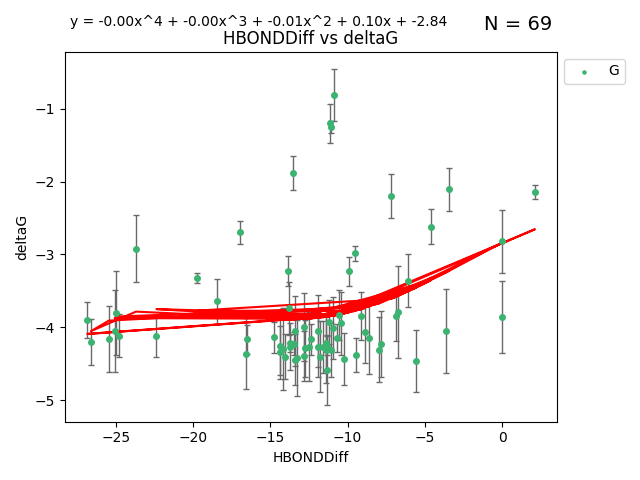 y = -0.00x^4 + -0.00x^3 + -0.01x^2 + 0.10x + -2.84
N = 69
HBONDDiff vs deltaG
G
−1
−2
−3
−4
−5
deltaG
−25 −20 −15 −10 −5 0
HBONDDiff